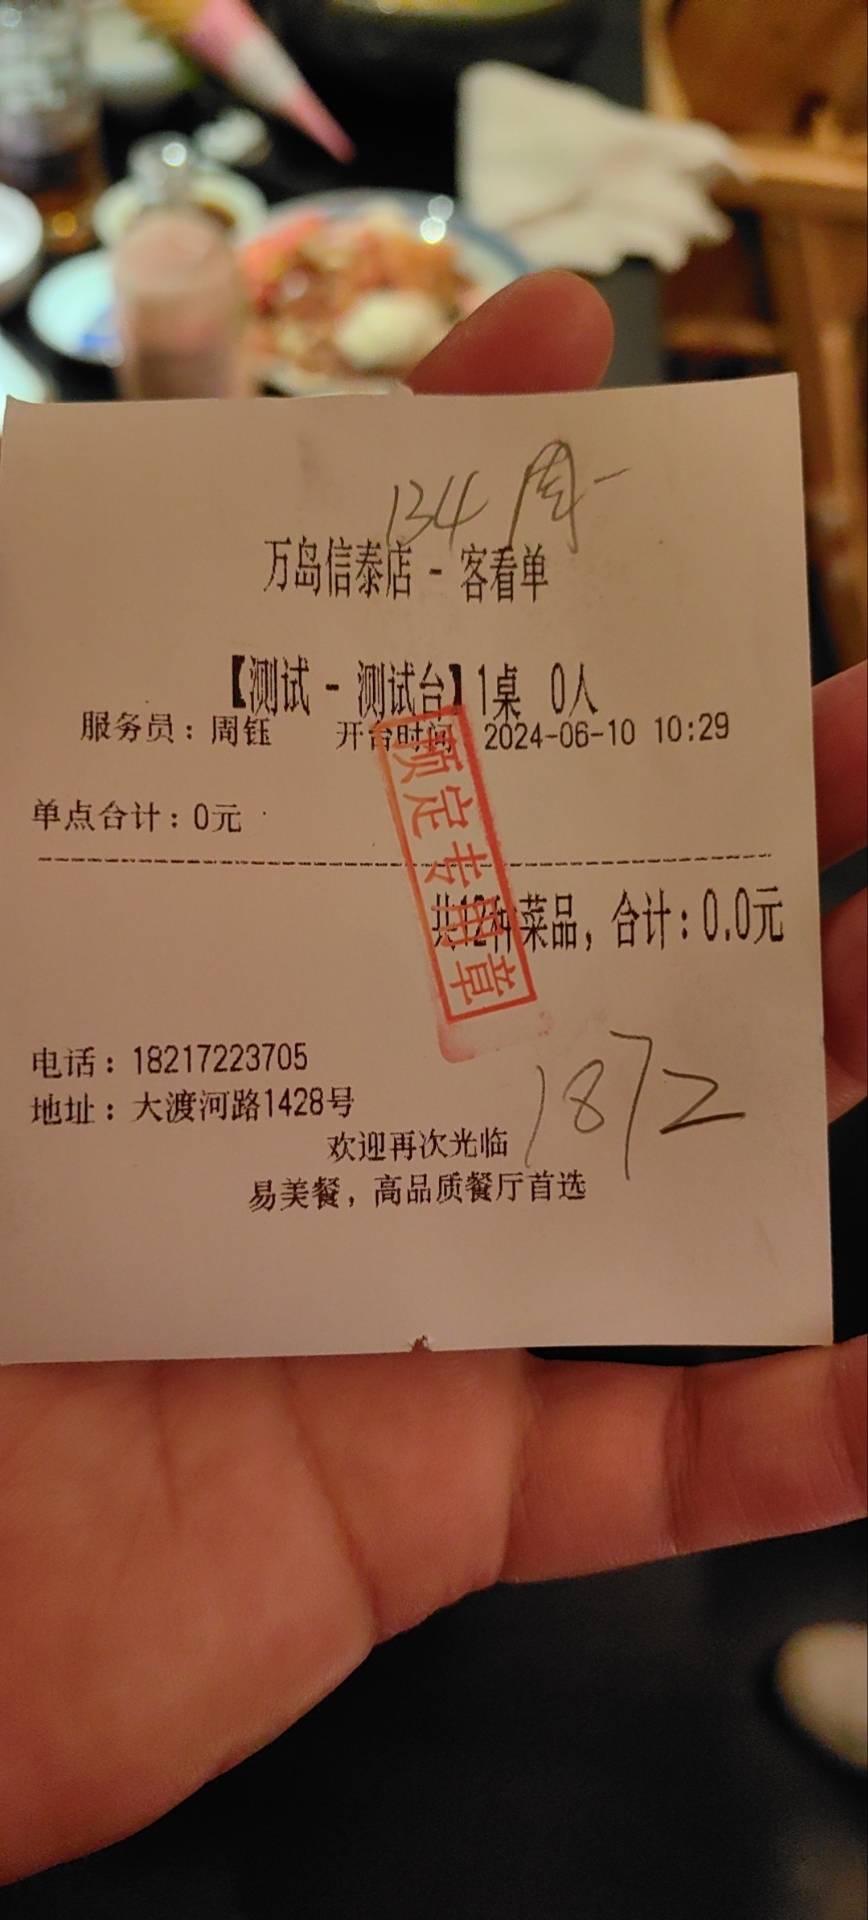 134 周一
万岛信泰店 - 客看单
【测试 - 测试台】1桌 0人
服务员：周钰 开台时间 2024-06-10 10:29
预定专用章
单点合计：0元
共12种菜品，合计：0.0元
电话：18217223705
地址：大渡河路1428号
1872
欢迎再次光临
易美餐，高品质餐厅首选